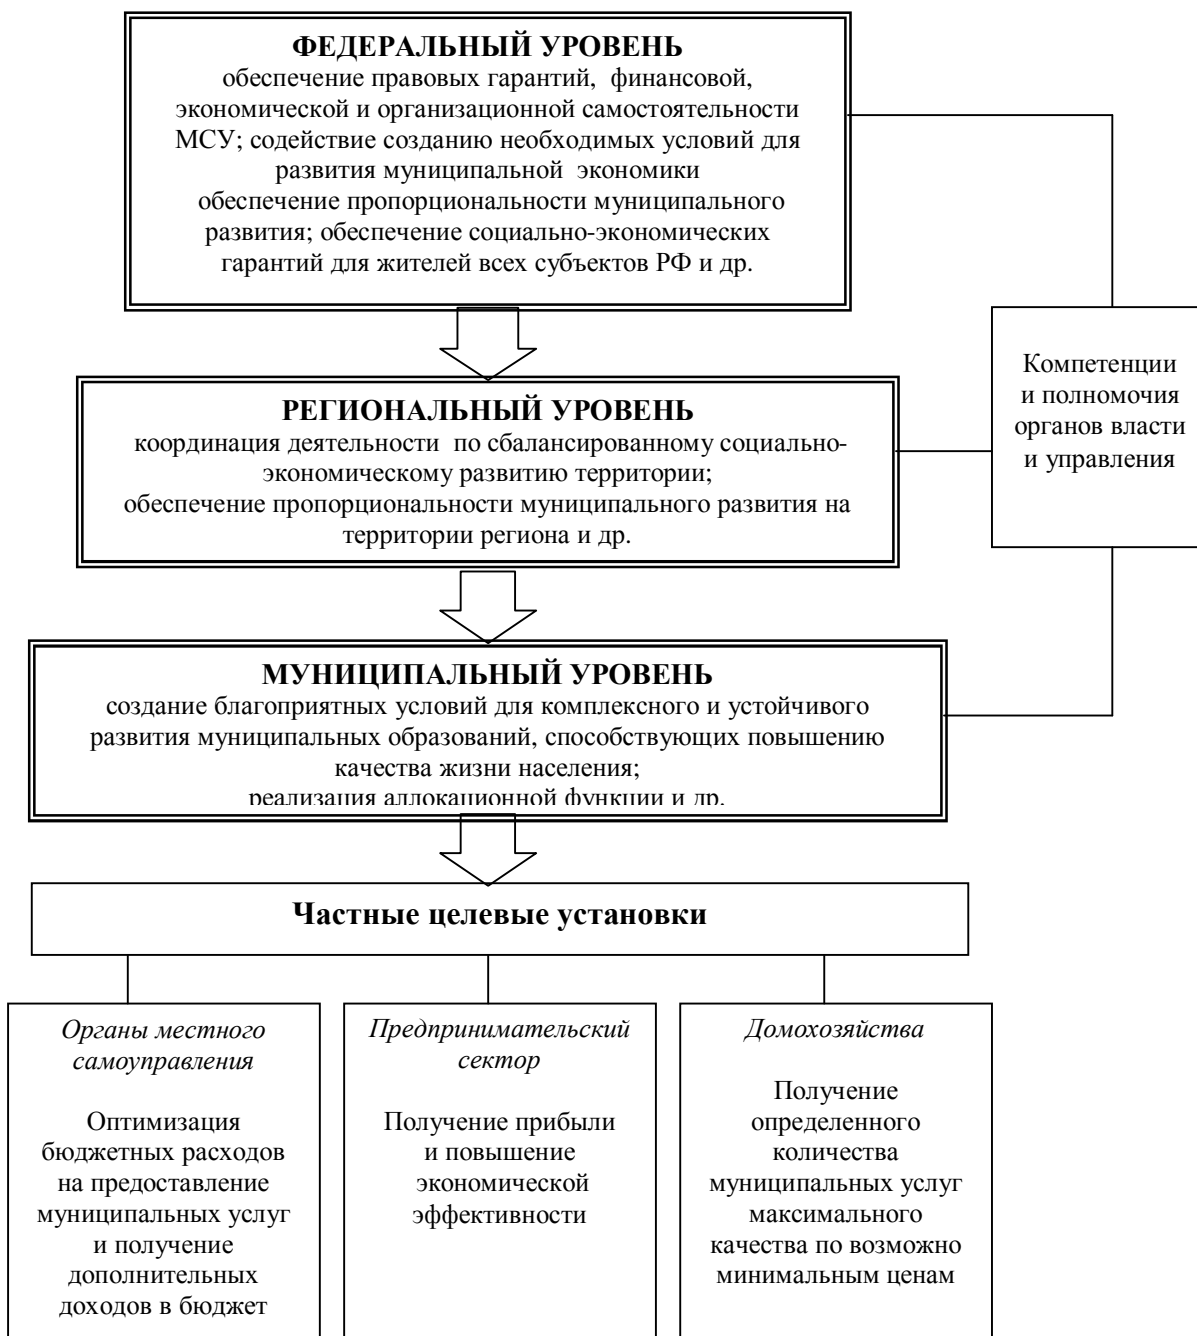 ФЕДЕРАЛЬНЫЙ УРОВЕНЬ
обеспечение правовых гарантий, финансовой,
экономической и организационной самостоятельности
МСУ; содействие созданию необходимых условий для
развития муниципальной экономики
обеспечение пропорциональности муниципального
развития; обеспечение социально-экономических
гарантий для жителей всех субъектов РФ и др.
Компетенции
и полномочия
органов власти
и управления
РЕГИОНАЛЬНЫЙ УРОВЕНЬ
координация деятельности по сбалансированному социально-
экономическому развитию территории;
обеспечение пропорциональности муниципального развития на
территории региона и др.
МУНИЦИПАЛЬНЫЙ УРОВЕНЬ
создание благоприятных условий для комплексного и устойчивого
развития муниципальных образований, способствующих повышению
качества жизни населения;
реализация аллокационной функции и др.
Частные целевые установки
Органы местного
самоуправления
Оптимизация
бюджетных расходов
на предоставление
муниципальных услуг
и получение
дополнительных
доходов в бюджет
Предпринимательский
сектор
Получение прибыли
и повышение
экономической
эффективности
Домохозяйства
Получение
определенного
количества
муниципальных услуг
максимального
качества по возможно
минимальным ценам